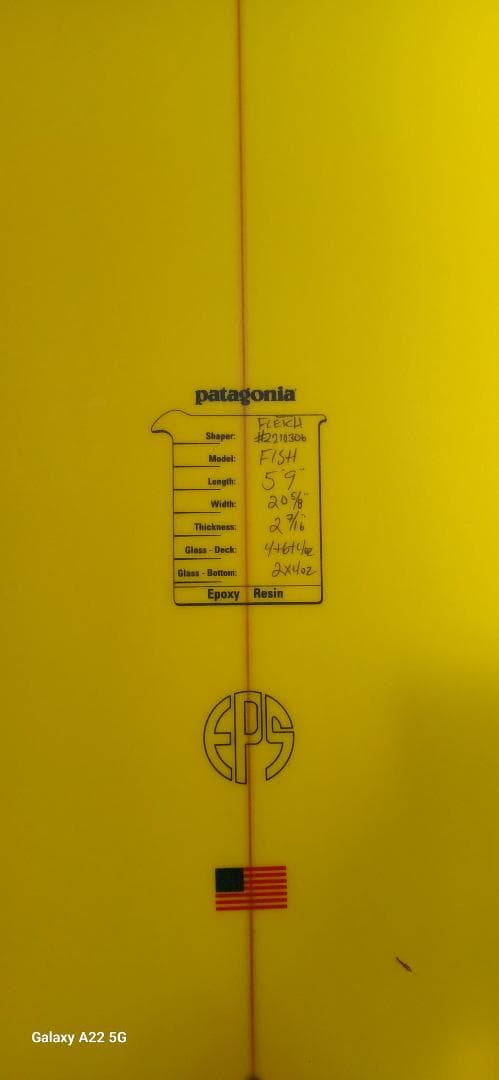 patagonia
Shaper: FLETCH #2210306
Model: FISH
Length: 5'9"
Width: 20 5/8"
Thickness: 2 7/16"
Glass - Deck: 4+6+4oz
Glass - Bottom: 2x4oz
Epoxy Resin
EPS
Galaxy A22 5G